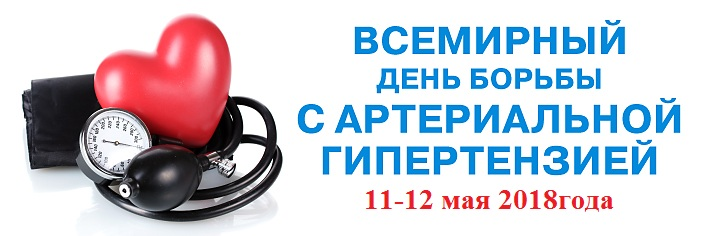 ВСЕМИРНЫЙ
ДЕНЬ БОРЬБЫ
С АРТЕРИАЛЬНОЙ
ГИПЕРТЕНЗИЕЙ
11-12 мая 2018года